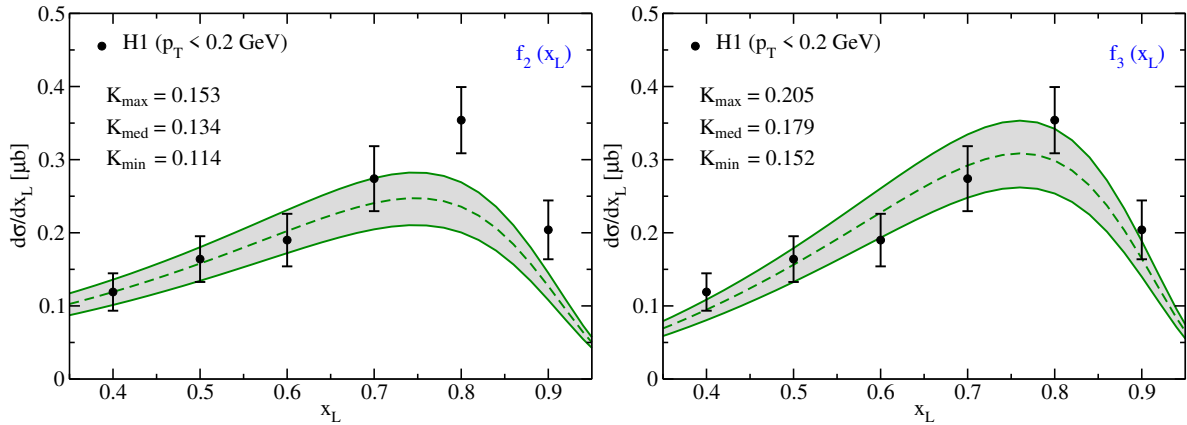 0.5
0.4
0.3
0.2
0.1
0
dσ/dx_L [μb]
H1 (p_T < 0.2 GeV)
f_2 (x_L)
K_max = 0.153
K_med = 0.134
K_min = 0.114
0.4 0.5 0.6 0.7 0.8 0.9
x_L
0.5
0.4
0.3
0.2
0.1
0
dσ/dx_L [μb]
H1 (p_T < 0.2 GeV)
f_3 (x_L)
K_max = 0.205
K_med = 0.179
K_min = 0.152
0.4 0.5 0.6 0.7 0.8 0.9
x_L